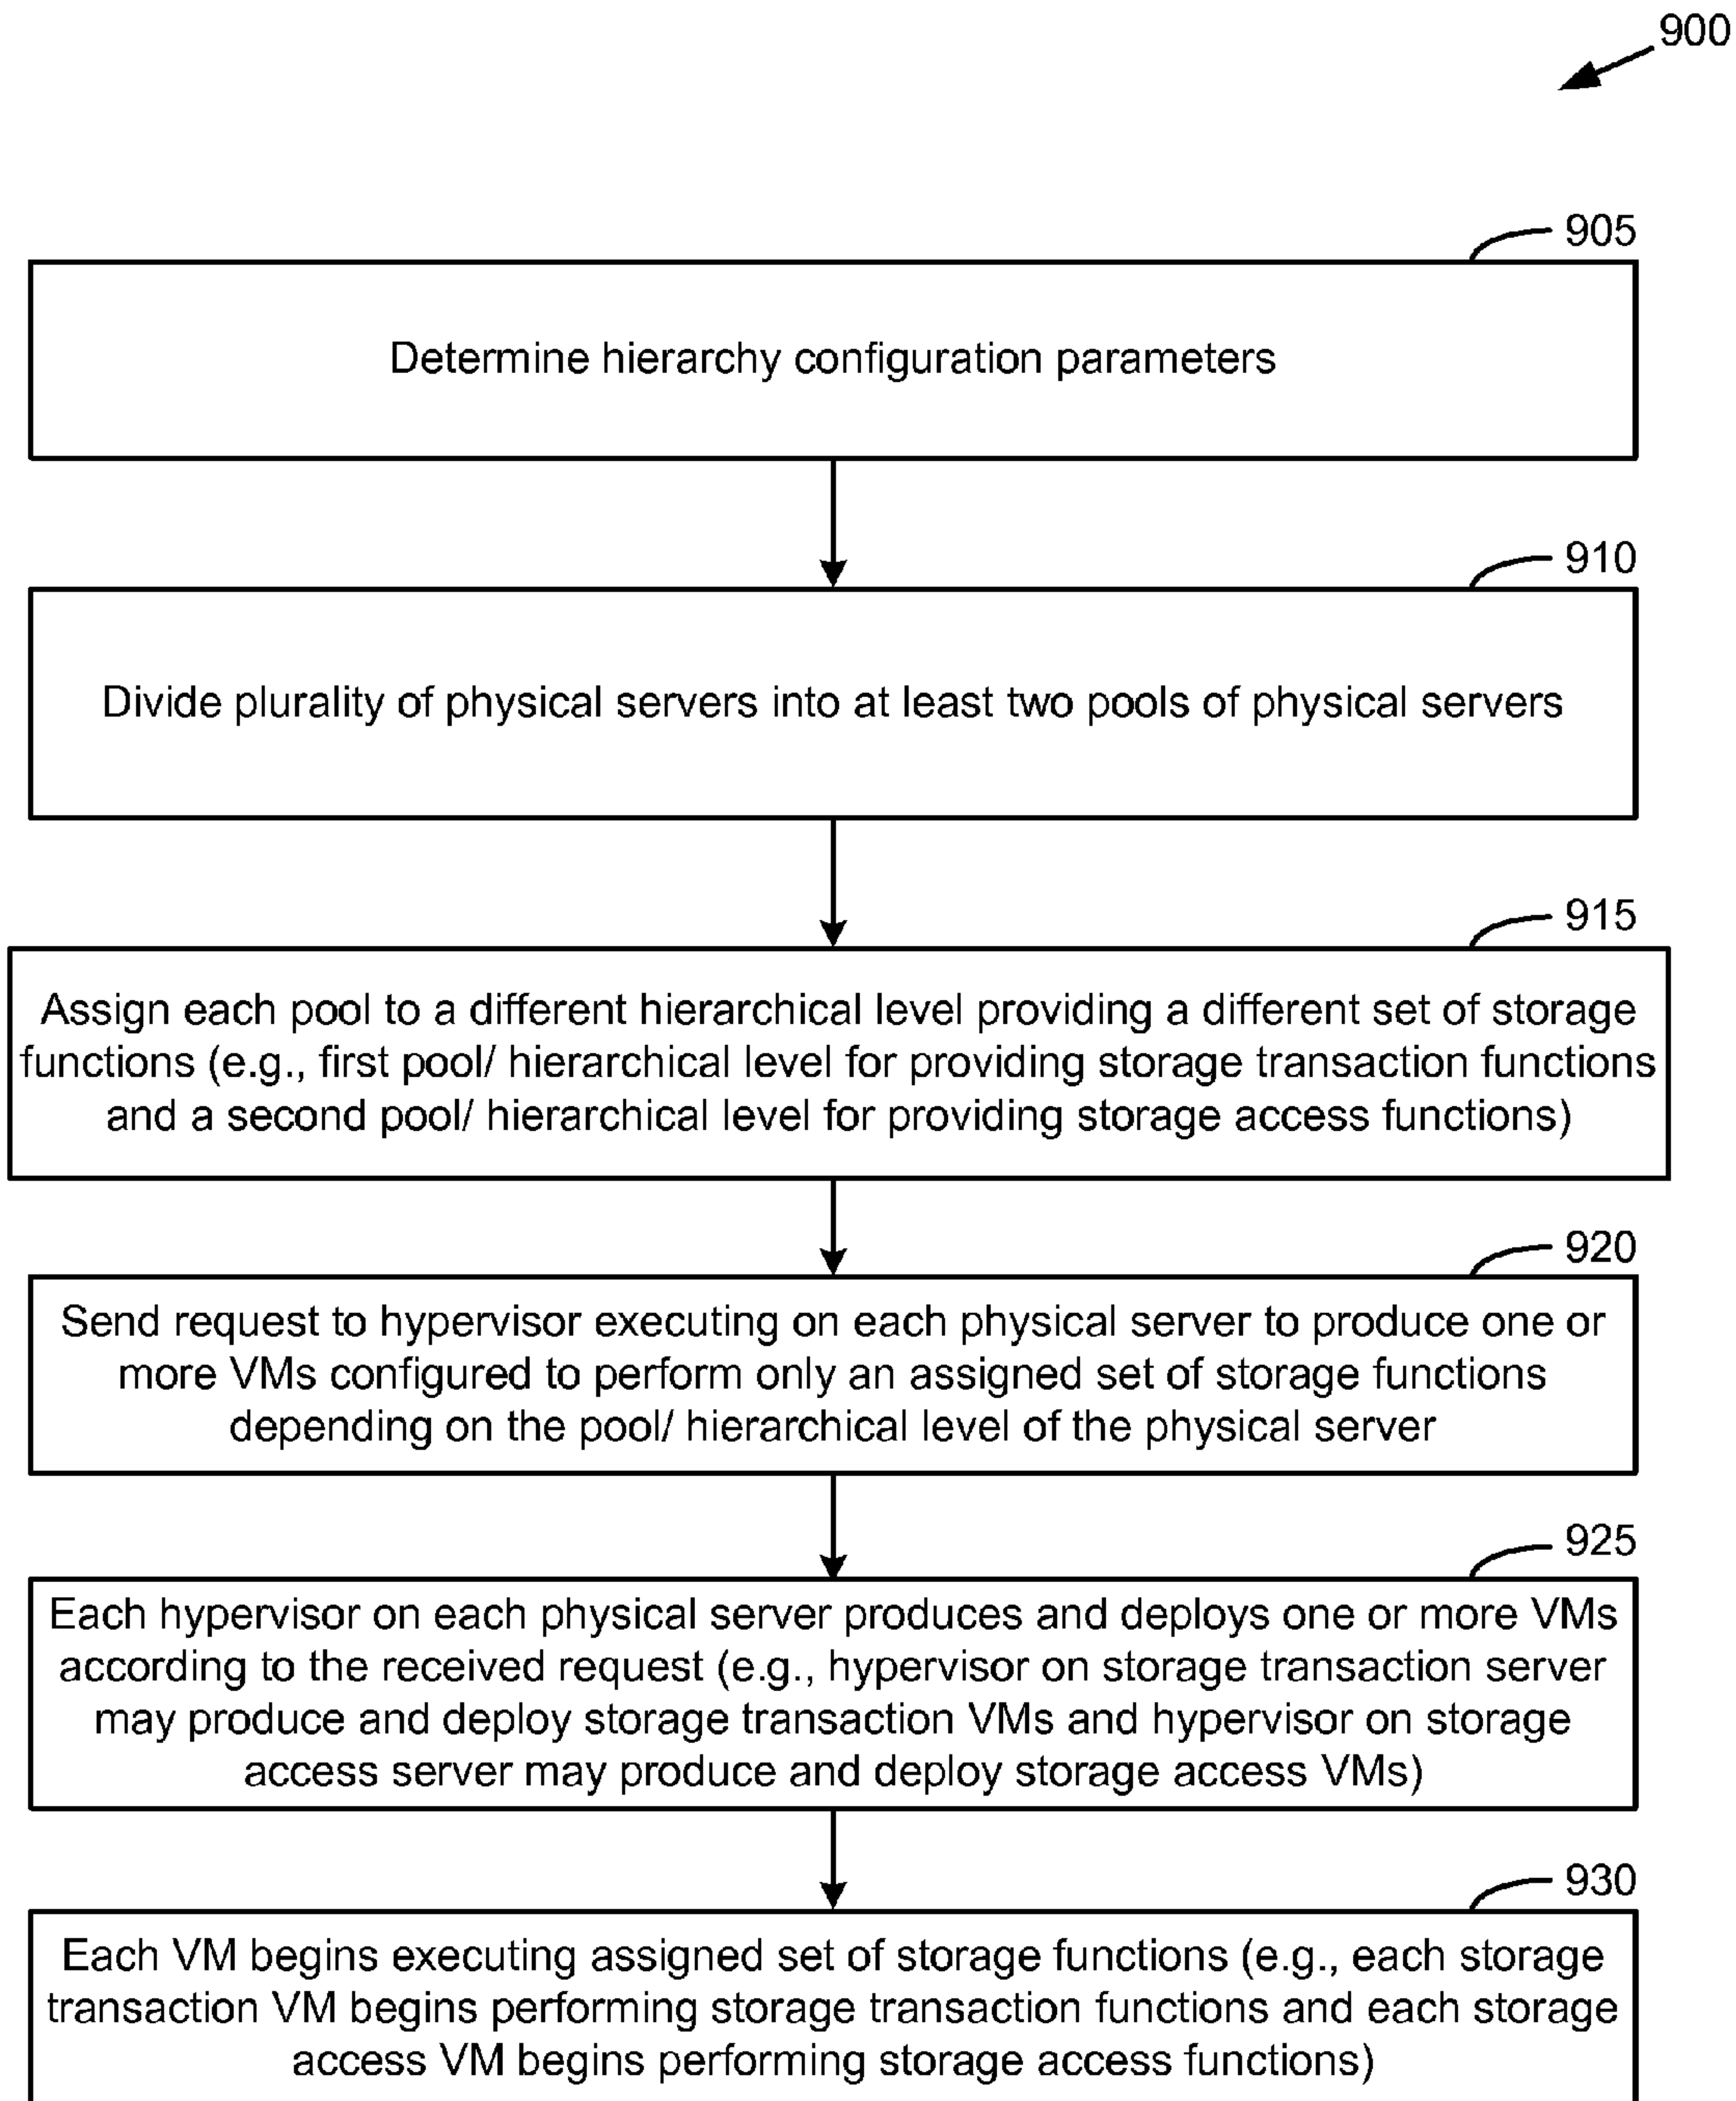 900
905
Determine hierarchy configuration parameters
910
Divide plurality of physical servers into at least two pools of physical servers
915
Assign each pool to a different hierarchical level providing a different set of storage
functions (e.g., first pool/ hierarchical level for providing storage transaction functions
and a second pool/ hierarchical level for providing storage access functions)
920
Send request to hypervisor executing on each physical server to produce one or
more VMs configured to perform only an assigned set of storage functions
depending on the pool/ hierarchical level of the physical server
925
Each hypervisor on each physical server produces and deploys one or more VMs
according to the received request (e.g., hypervisor on storage transaction server
may produce and deploy storage transaction VMs and hypervisor on storage
access server may produce and deploy storage access VMs)
930
Each VM begins executing assigned set of storage functions (e.g., each storage
transaction VM begins performing storage transaction functions and each storage
access VM begins performing storage access functions)